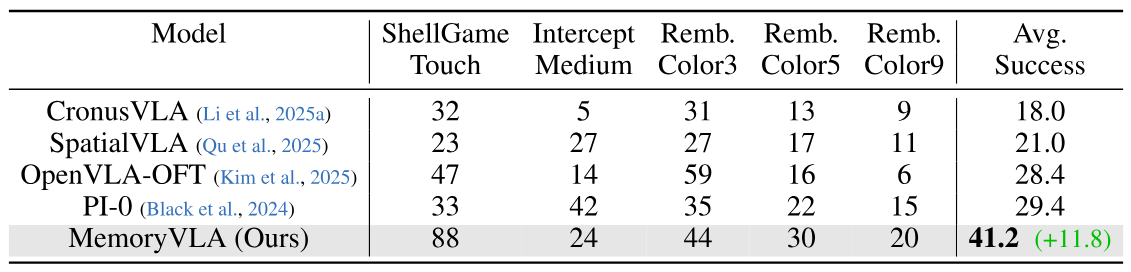 Model ShellGame Intercept Remb. Remb. Remb. Avg.
Touch Medium Color3 Color5 Color9 Success
CronusVLA (Li et al., 2025a) 32 5 31 13 9 18.0
SpatialVLA (Qu et al., 2025) 23 27 27 17 11 21.0
OpenVLA-OFT (Kim et al., 2025) 47 14 59 16 6 28.4
PI-0 (Black et al., 2024) 33 42 35 22 15 29.4
MemoryVLA (Ours) 88 24 44 30 20 41.2 (+11.8)